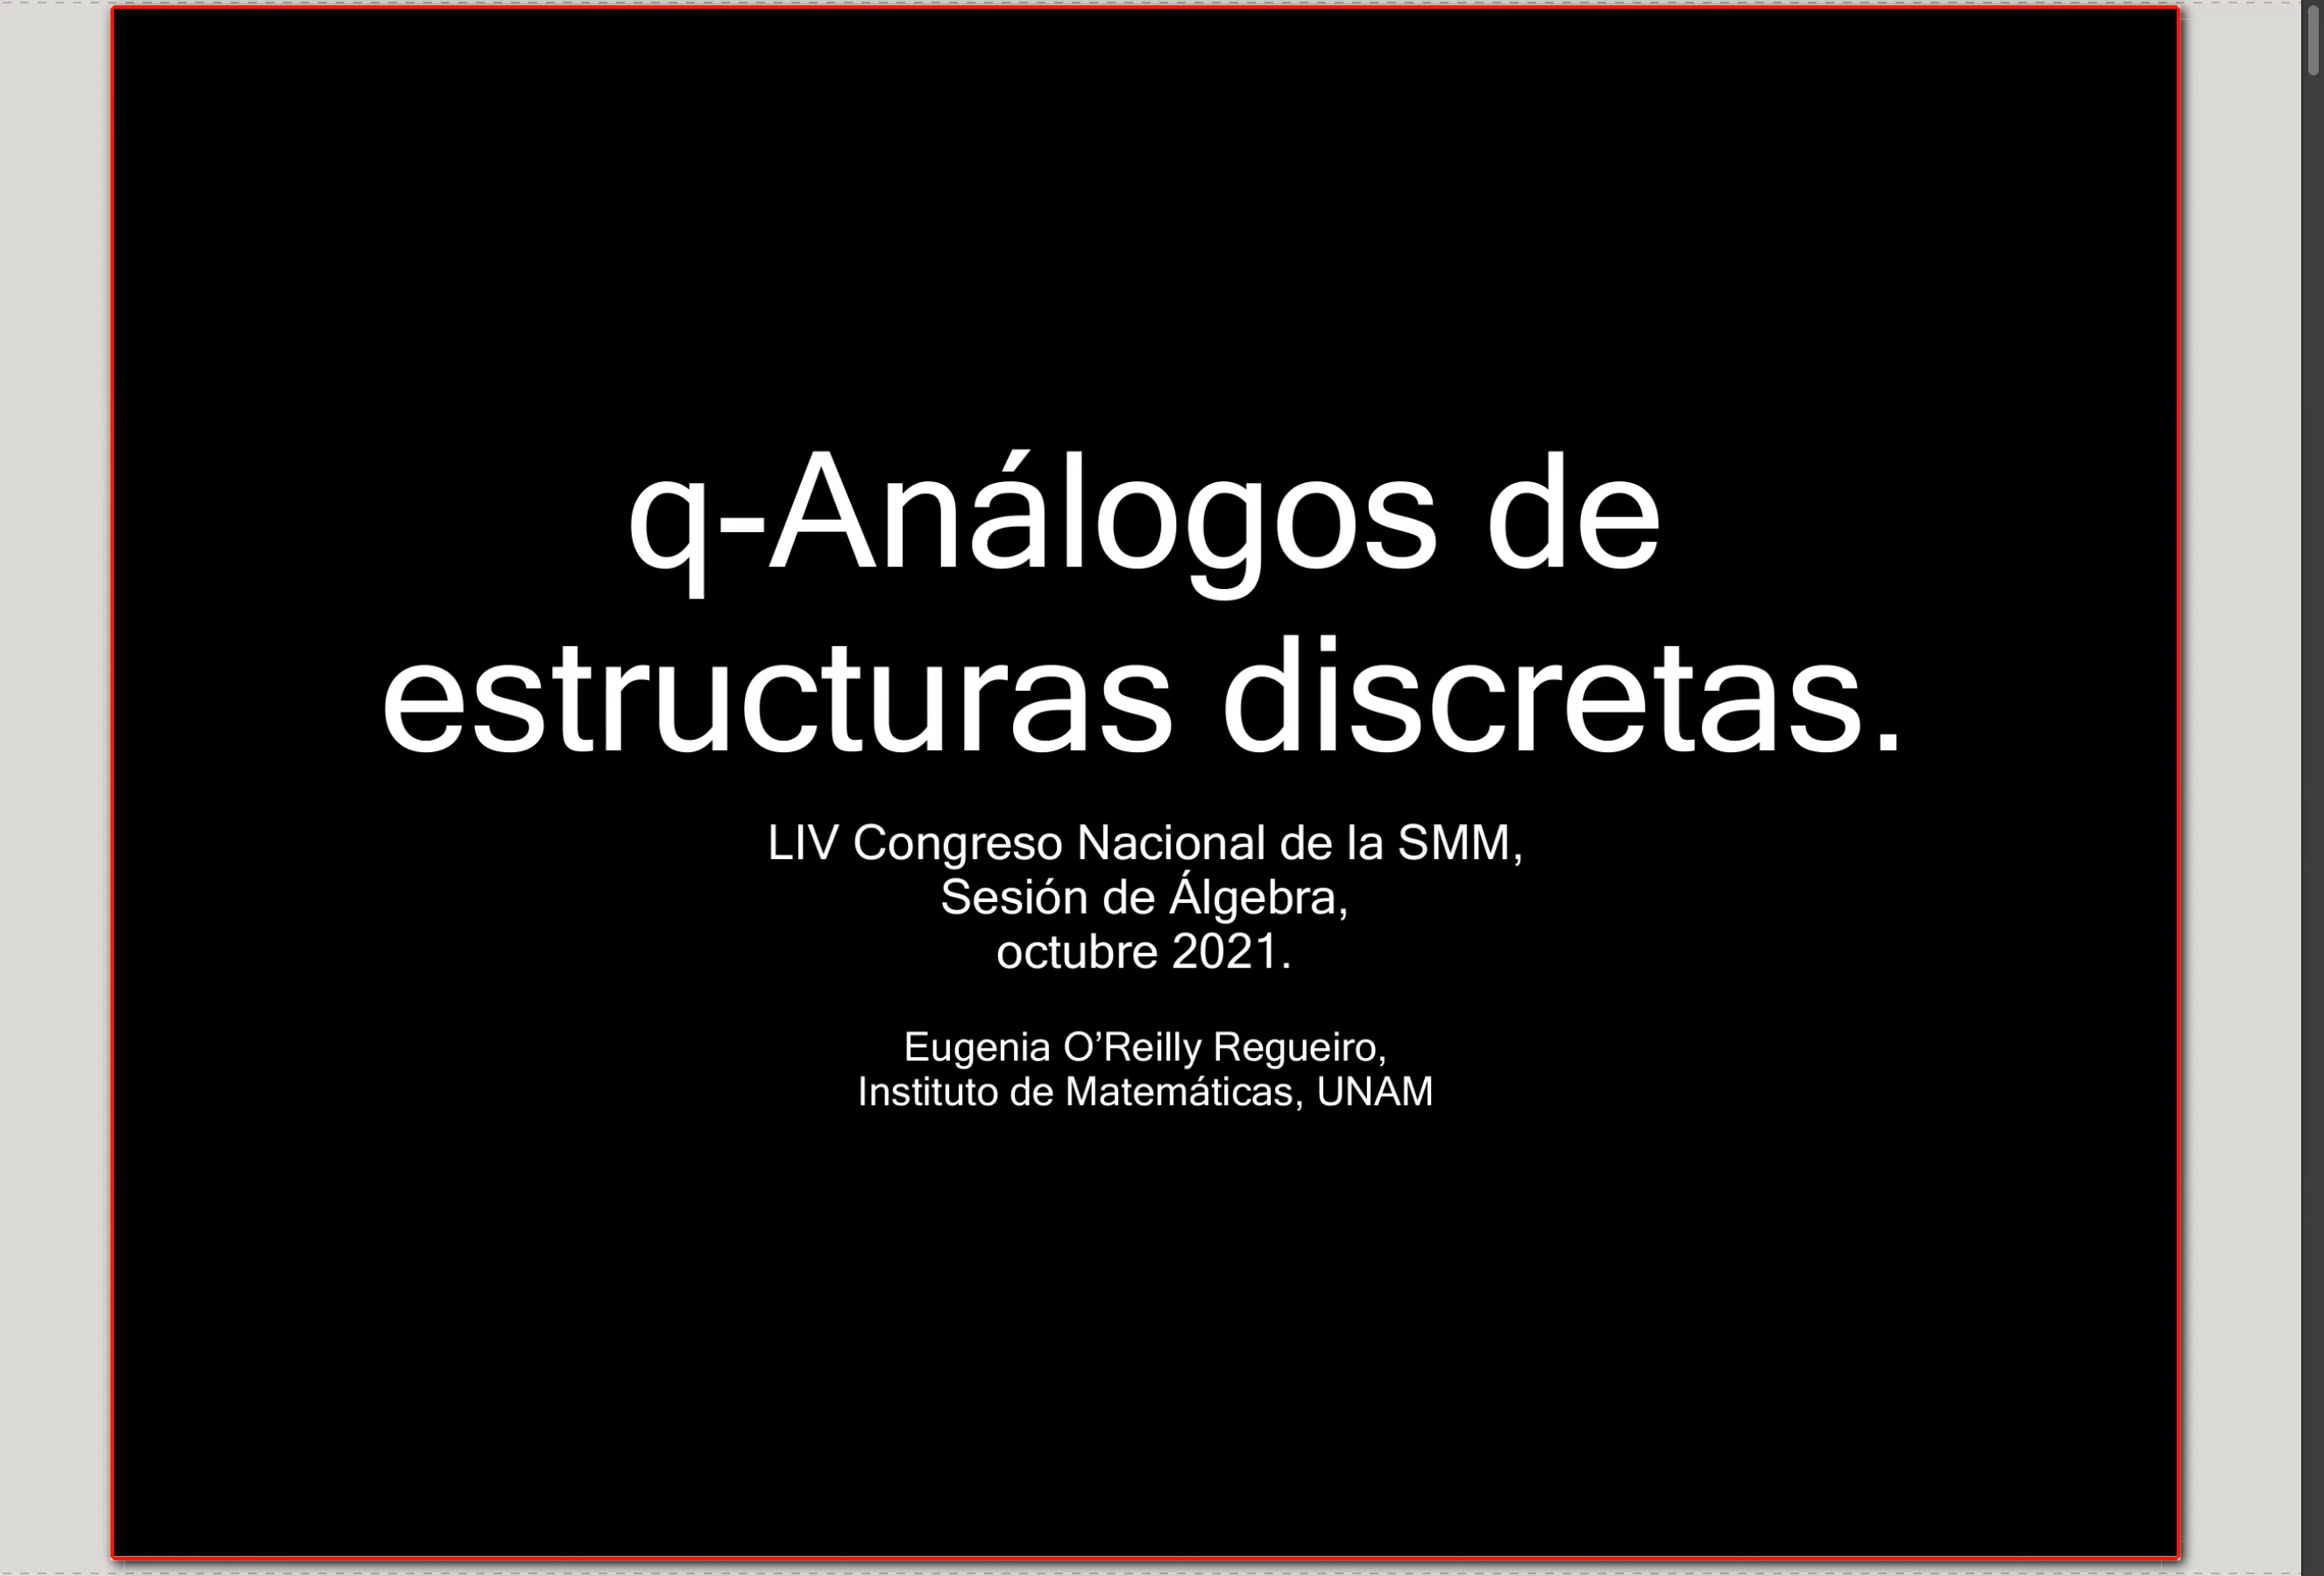 q-Análogos de
estructuras discretas.
LIV Congreso Nacional de la SMM,
Sesión de Álgebra,
octubre 2021.
Eugenia O’Reilly Regueiro,
Instituto de Matemáticas, UNAM